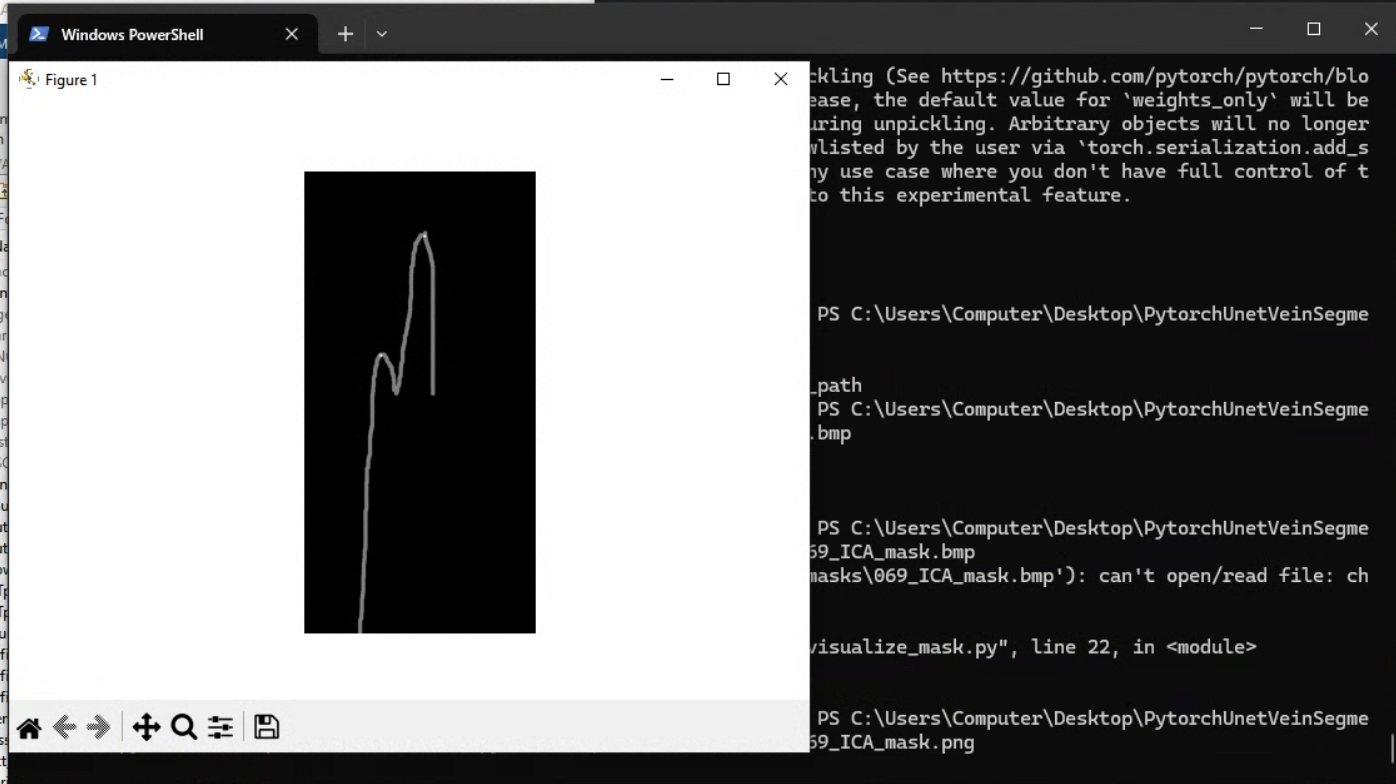 Windows PowerShell
Figure 1
ckling (See https://github.com/pytorch/pytorch/blo
ease, the default value for `weights_only` will be
uring unpickling. Arbitrary objects will no longer
wlisted by the user via `torch.serialization.add_s
ny use case where you don't have full control of t
to this experimental feature.
PS C:\Users\Computer\Desktop\PytorchUnetVeinSegme
_path
PS C:\Users\Computer\Desktop\PytorchUnetVeinSegme
.bmp
PS C:\Users\Computer\Desktop\PytorchUnetVeinSegme
69_ICA_mask.bmp
masks\069_ICA_mask.bmp'): can't open/read file: ch
visualize_mask.py", line 22, in <module>
PS C:\Users\Computer\Desktop\PytorchUnetVeinSegme
69_ICA_mask.png